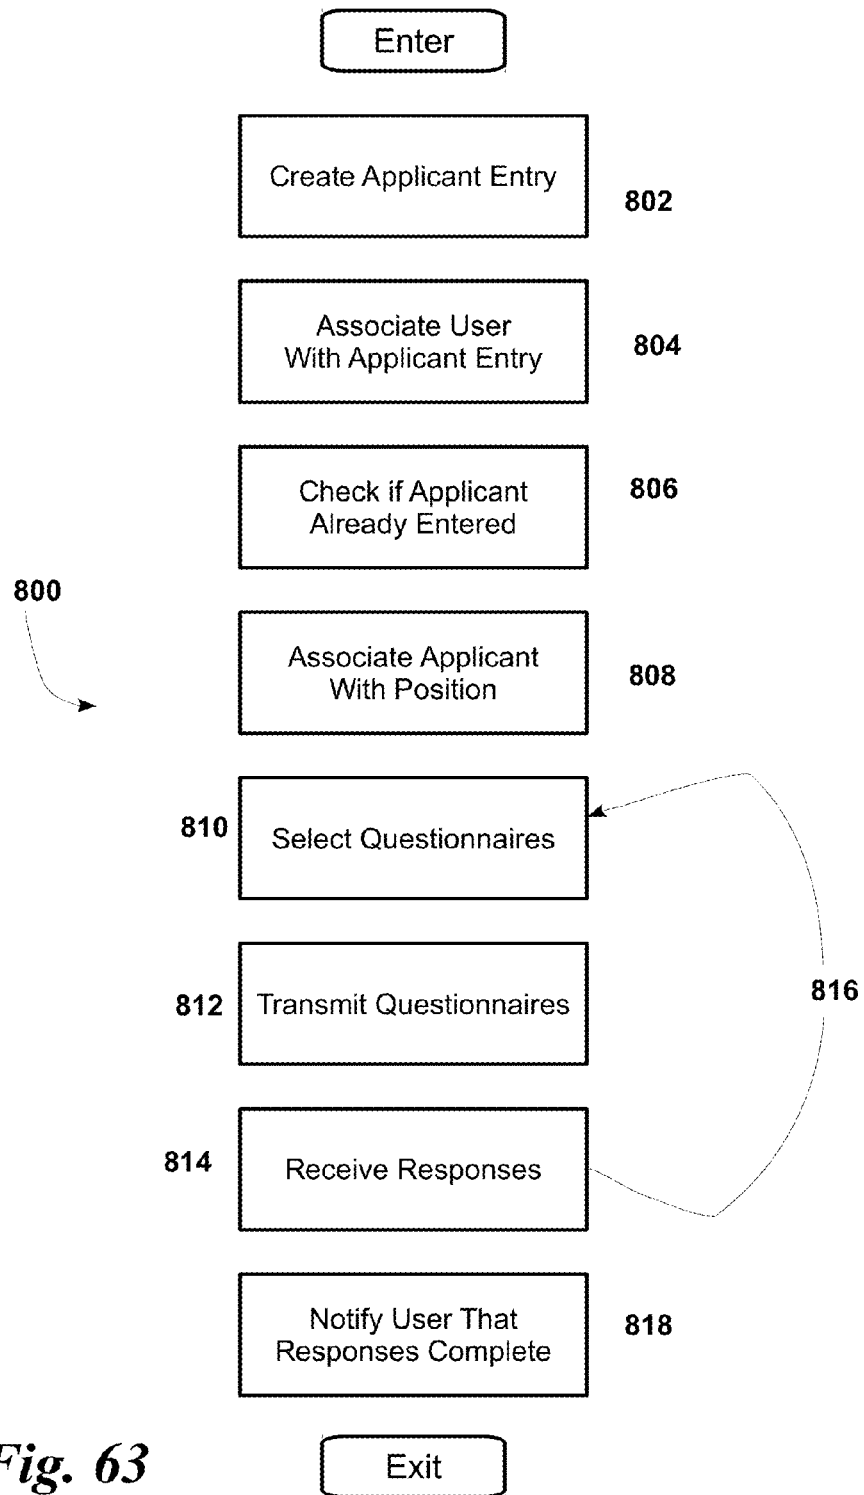 Enter
Create Applicant Entry
802
Associate User
With Applicant Entry
804
Check if Applicant
Already Entered
806
800
Associate Applicant
With Position
808
810
Select Questionnaires
812
Transmit Questionnaires
816
814
Receive Responses
Notify User That
Responses Complete
818
Fig. 63
Exit